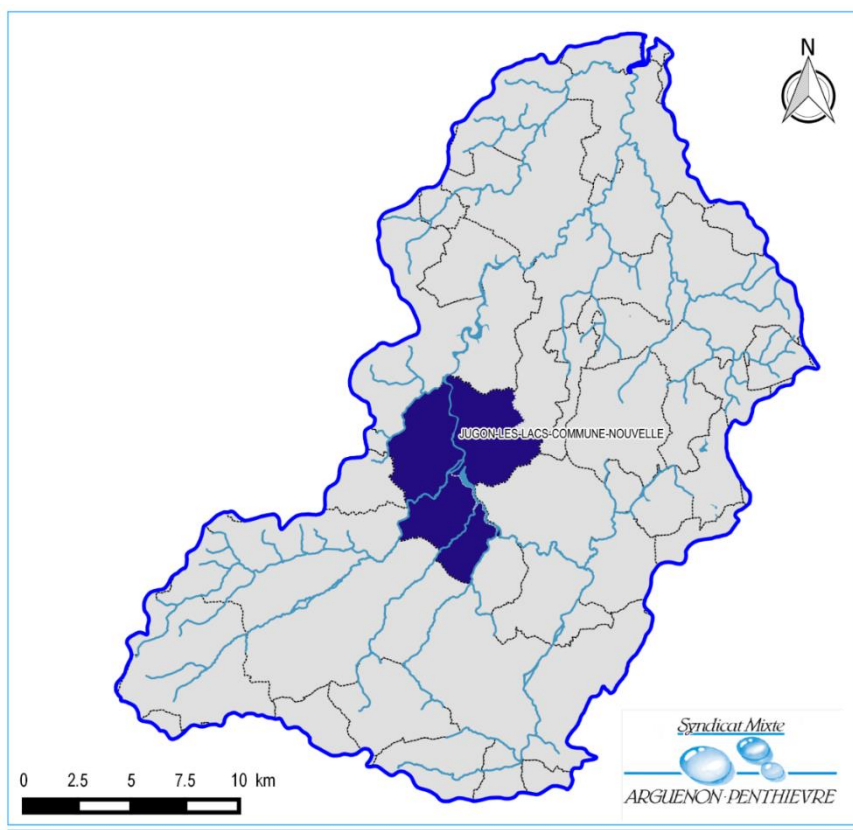 N
JUGON-LES-LACS-COMMUNE-NOUVELLE
Syndicat Mixte
ARGUENON-PENTHIEVRE
0 2.5 5 7.5 10 km